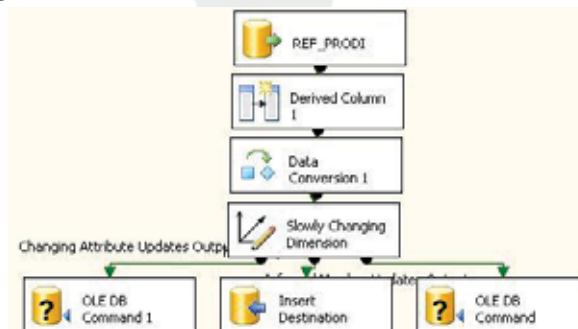 REF_PRODI
Derived Column
1
Data
Conversion 1
Slowly Changing
Dimension
Changing Attribute Updates Outp
Updates
OLE DB
Command 1
Insert
Destination
OLE DB
Command